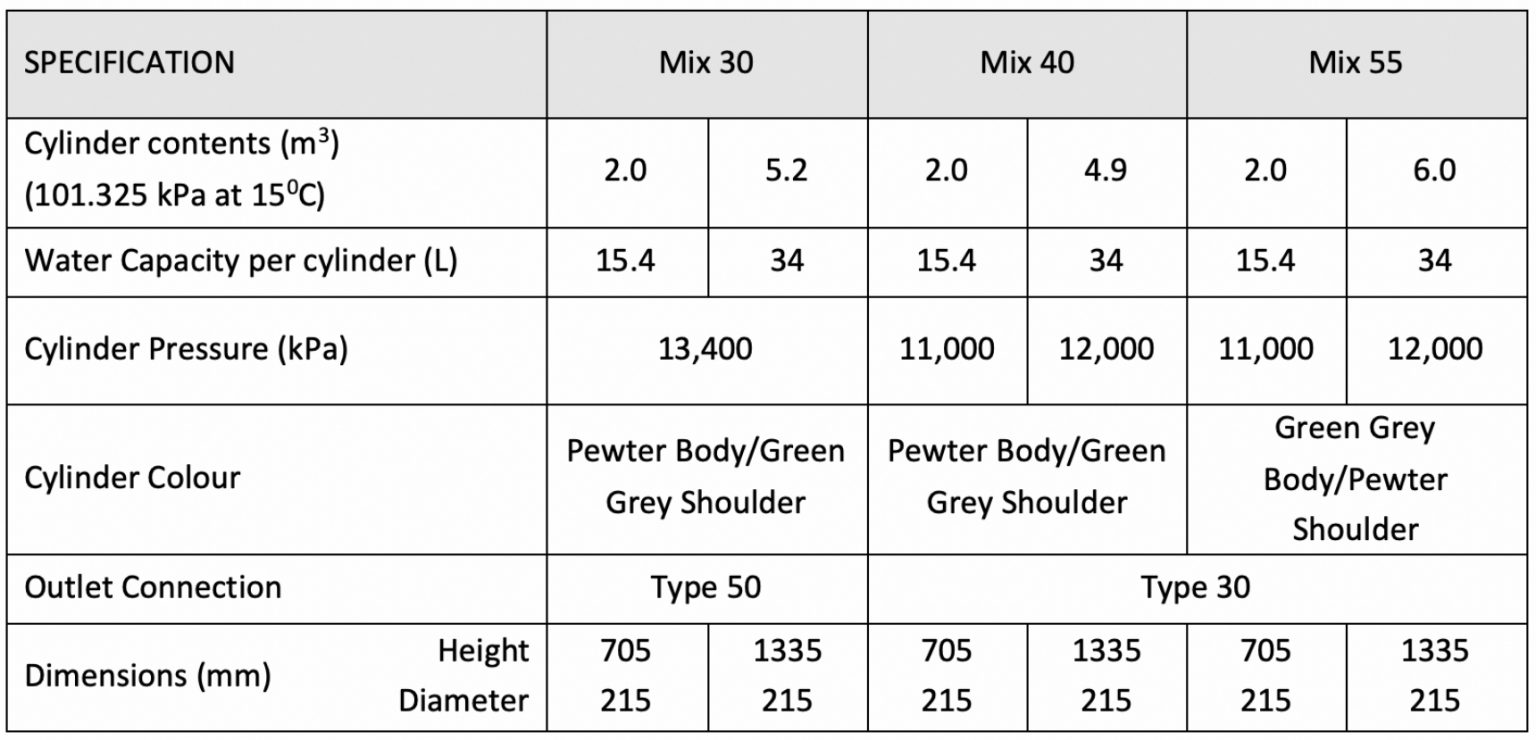 SPECIFICATION Mix 30 Mix 40 Mix 55
Cylinder contents (m³)
(101.325 kPa at 15⁰C)
2.0 5.2 2.0 4.9 2.0 6.0
Water Capacity per cylinder (L) 15.4 34 15.4 34 15.4 34
Cylinder Pressure (kPa) 13,400 11,000 12,000 11,000 12,000
Cylinder Colour
Pewter Body/Green
Grey Shoulder
Pewter Body/Green
Grey Shoulder
Green Grey
Body/Pewter
Shoulder
Outlet Connection Type 50 Type 30
Dimensions (mm)
Height 705 1335 705 1335 705 1335
Diameter 215 215 215 215 215 215